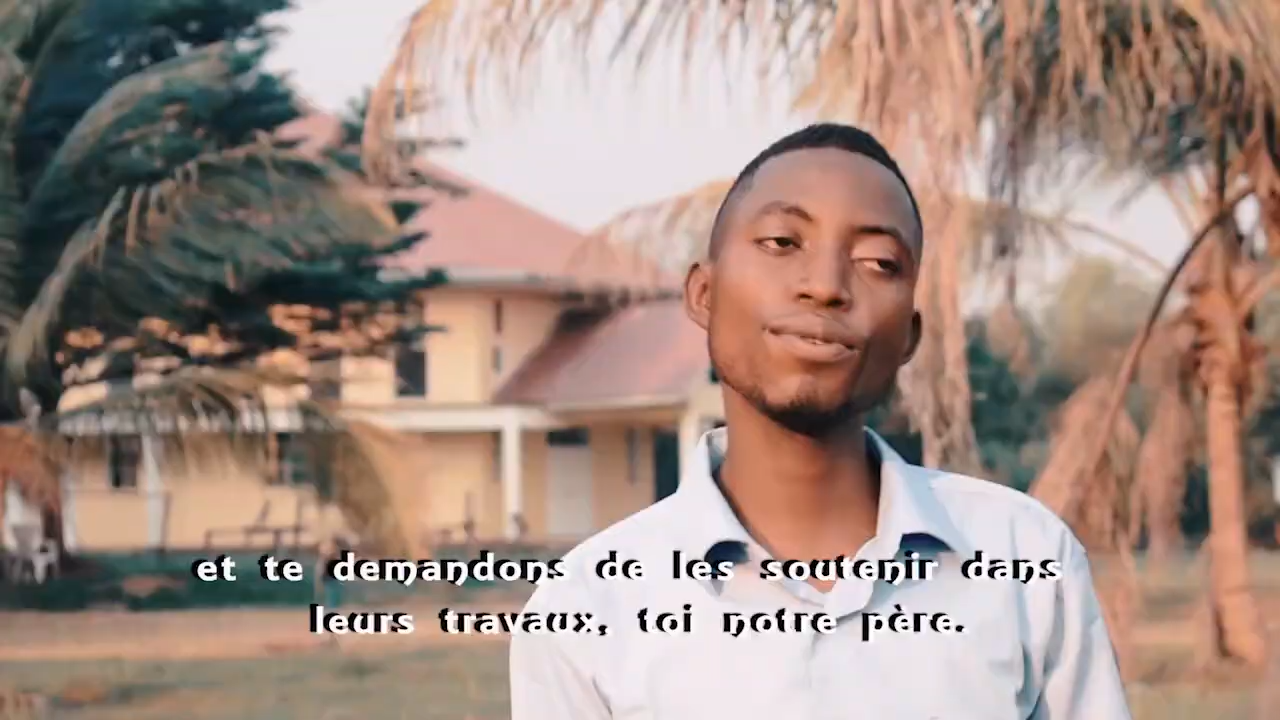 et te demandons de les soutenir dans
leurs travaux, toi notre père.